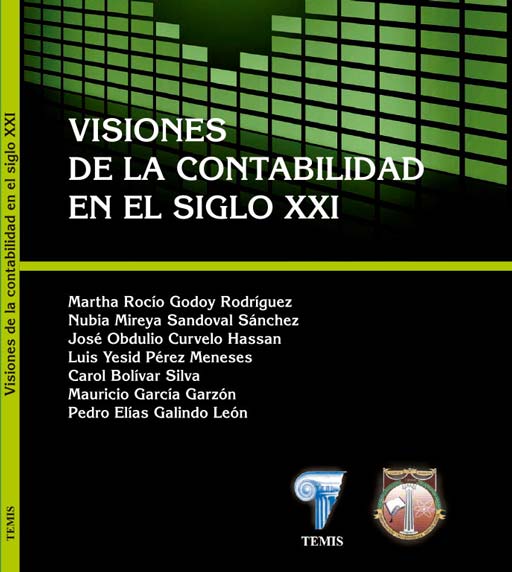 Visiones de la contabilidad en el siglo XXI
TEMIS
VISIONES
DE LA CONTABILIDAD
EN EL SIGLO XXI
Martha Rocío Godoy Rodríguez
Nubia Mireya Sandoval Sánchez
José Obdulio Curvelo Hassan
Luis Yesid Pérez Meneses
Carol Bolívar Silva
Mauricio García Garzón
Pedro Elías Galindo León
TEMIS